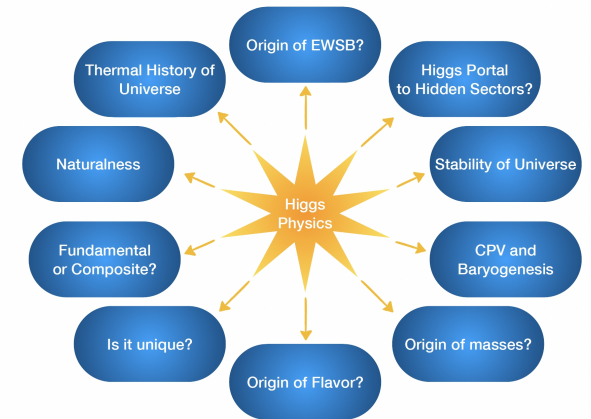 Origin of EWSB?
Thermal History of
Universe
Higgs Portal
to Hidden Sectors?
Naturalness
Stability of Universe
Higgs
Physics
Fundamental
or Composite?
CPV and
Baryogenesis
Is it unique?
Origin of masses?
Origin of Flavor?